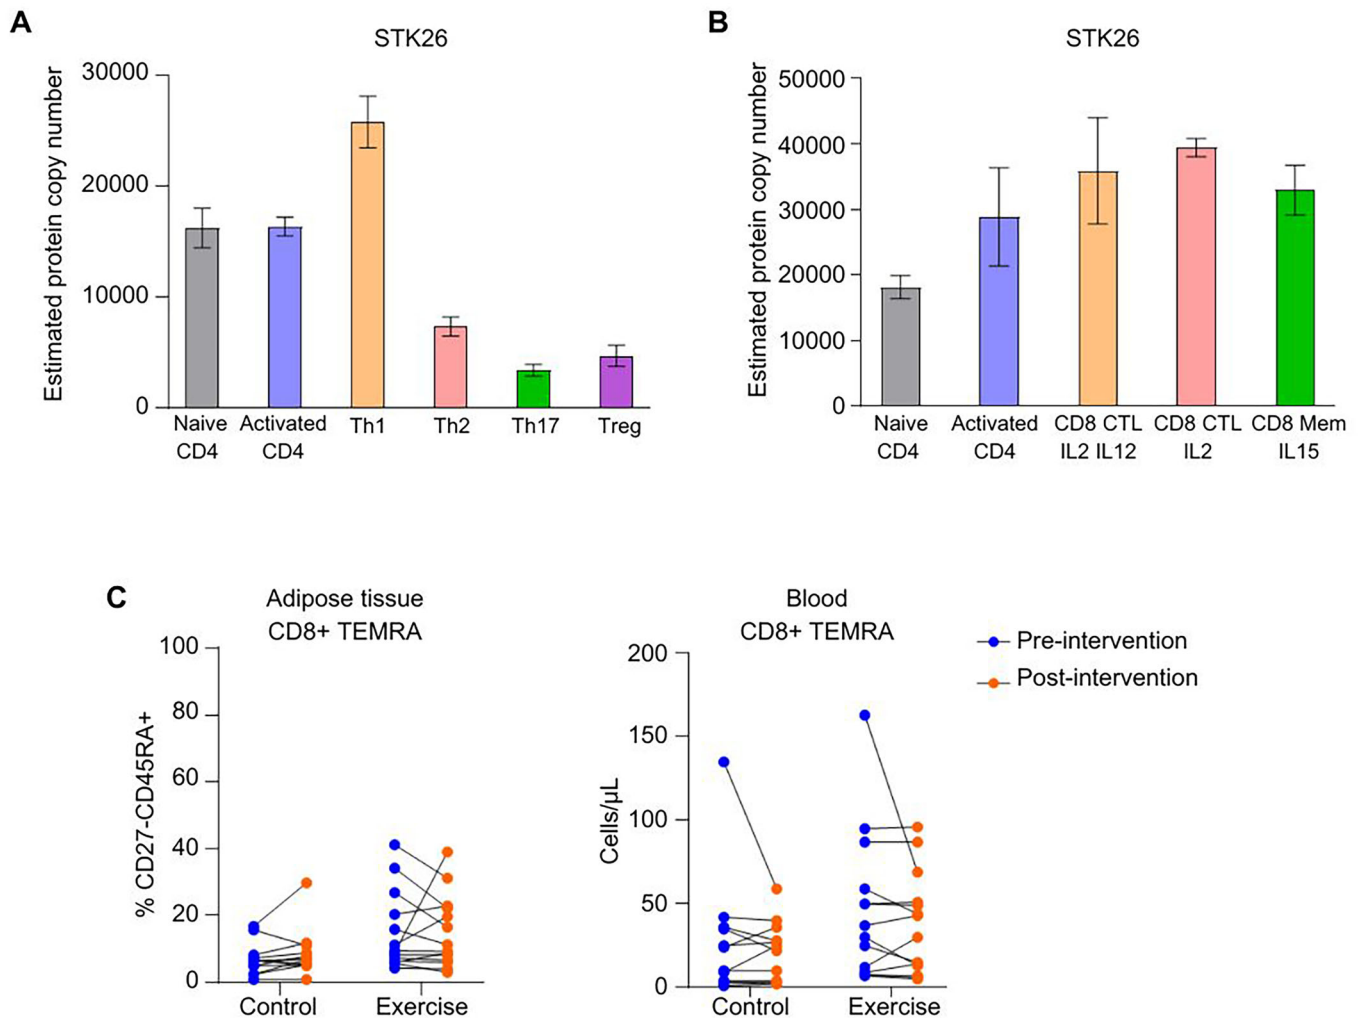 A
STK26
Estimated protein copy number
30000
20000
10000
0
Naive CD4
Activated CD4
Th1
Th2
Th17
Treg
B
STK26
Estimated protein copy number
50000
40000
30000
20000
10000
0
Naive CD4
Activated CD4
CD8 CTL IL2 IL12
CD8 CTL IL2
CD8 Mem IL15
C
Adipose tissue
CD8+ TEMRA
% CD27-CD45RA+
100
80
60
40
20
0
Control
Exercise
Blood
CD8+ TEMRA
Cells/µL
200
150
100
50
0
Control
Exercise
Pre-intervention
Post-intervention